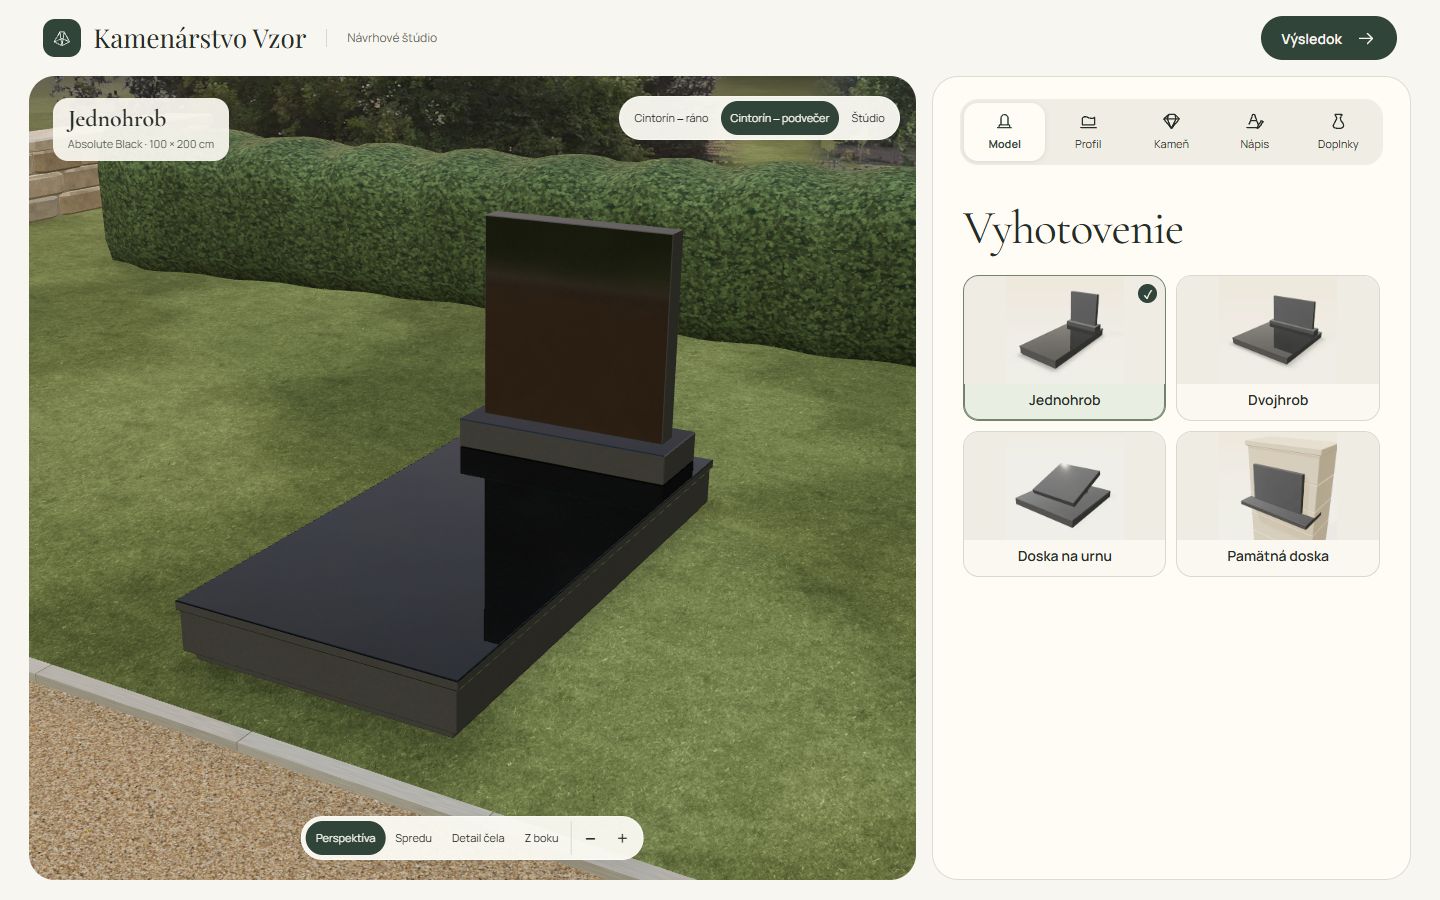 Kamenárstvo Vzor
Návrhové štúdio
Výsledok
Jednohrob
Absolute Black · 100 × 200 cm
Cintorín – ráno
Cintorín – podvečer
Štúdio
Model
Profil
Kameň
Nápis
Doplnky
Vyhotovenie
Jednohrob
Dvojhrob
Doska na urnu
Pamätná doska
Perspektíva
Spredu
Detail čela
Z boku
− +